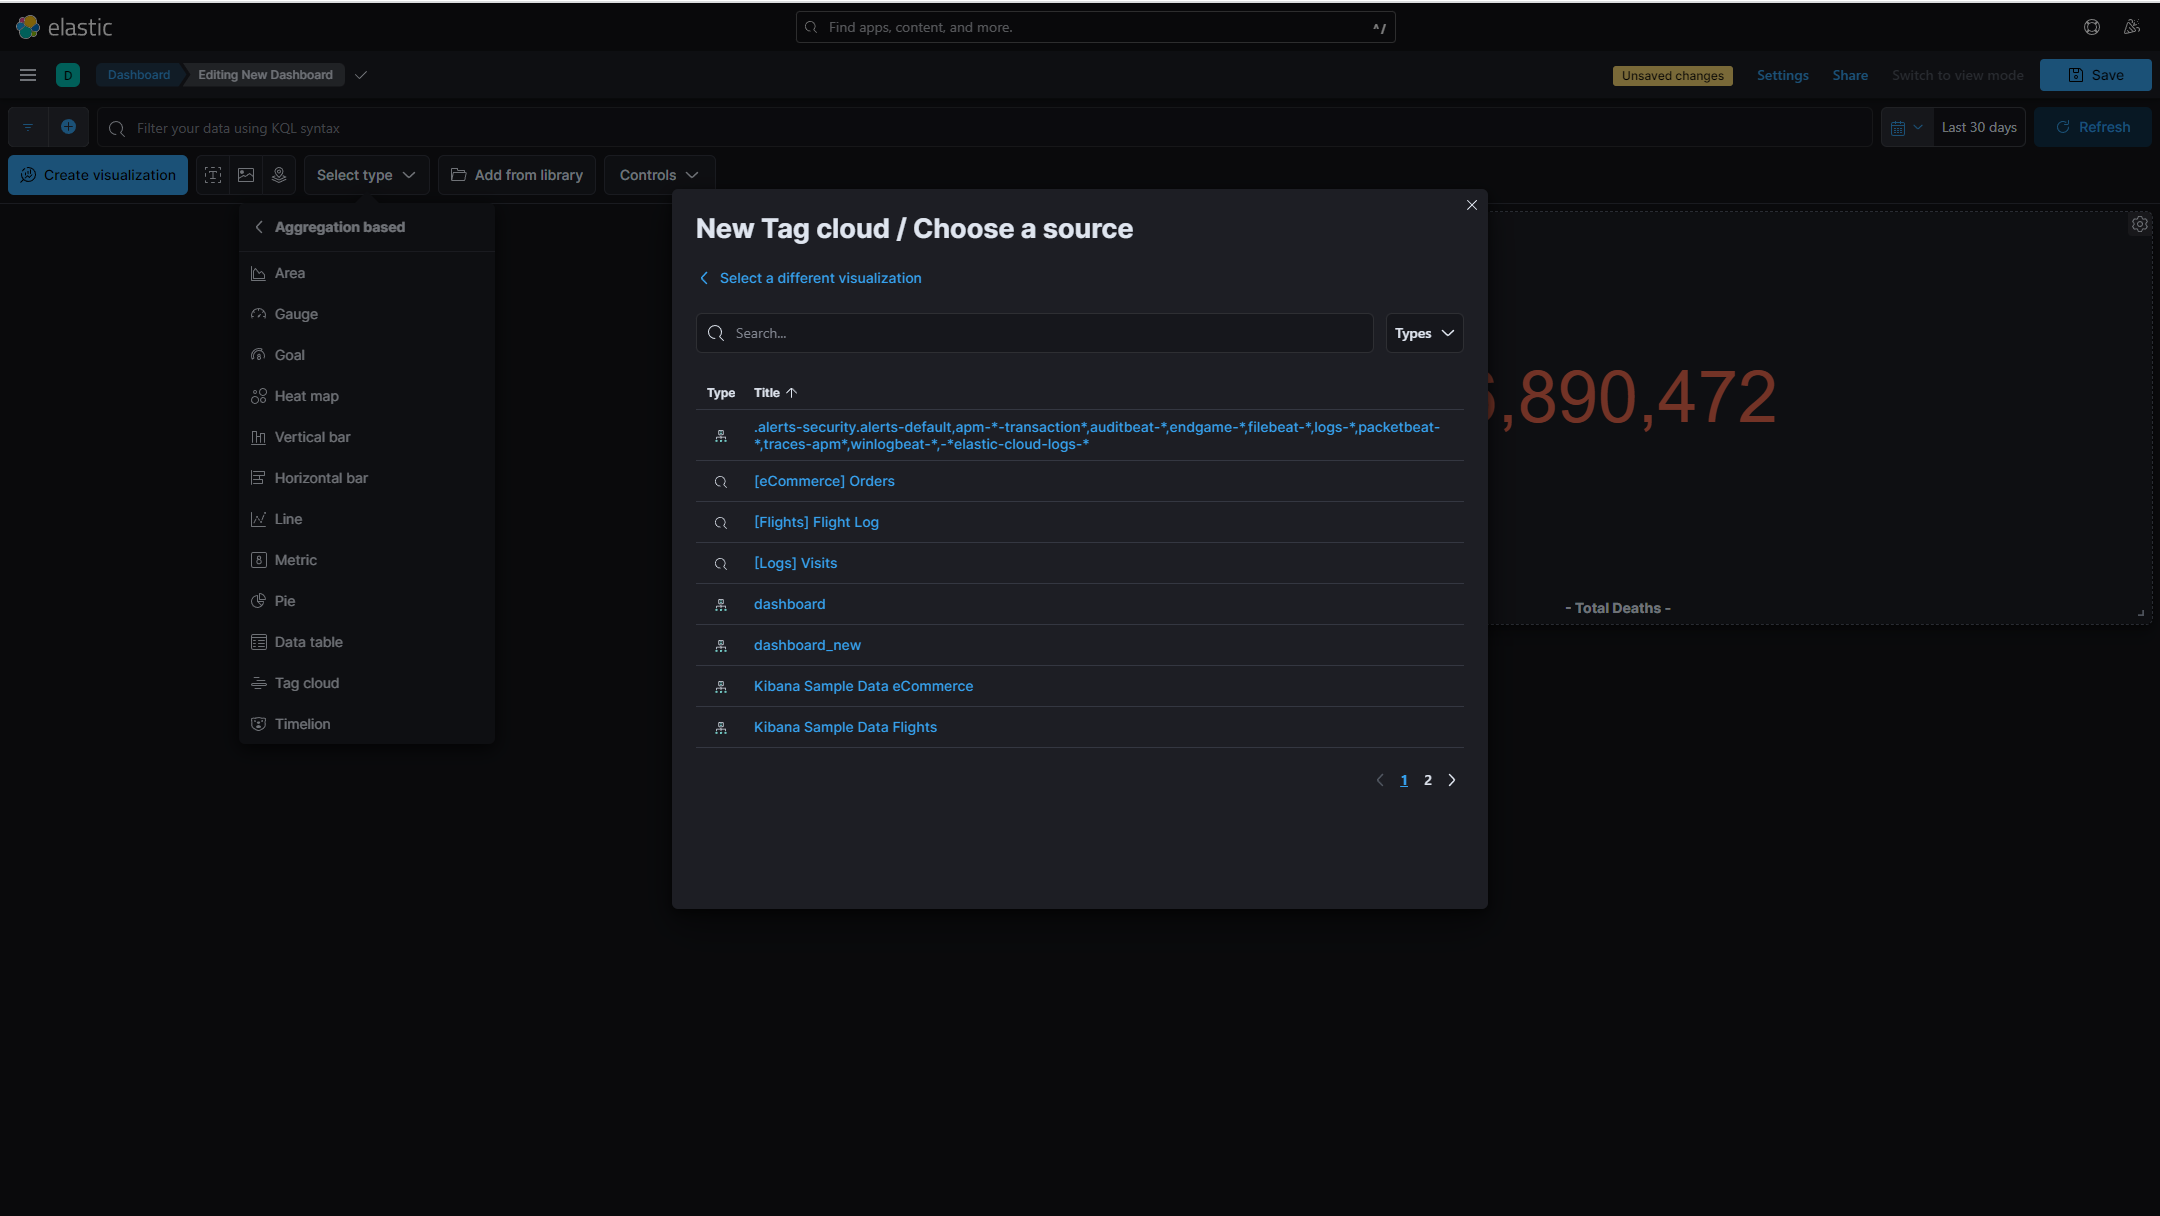 elastic
Find apps, content, and more.
^/
D
Dashboard
Editing New Dashboard
Unsaved changes
Settings
Share
Switch to view mode
Save
Filter your data using KQL syntax
Last 30 days
Refresh
Create visualization
Select type
Add from library
Controls
Aggregation based
Area
Gauge
Goal
Heat map
Vertical bar
Horizontal bar
Line
Metric
Pie
Data table
Tag cloud
Timelion
New Tag cloud / Choose a source
Select a different visualization
Search...
Types
Type
Title
.alerts-security.alerts-default,apm-*-transaction*,auditbeat-*,endgame-*,filebeat-*,logs-*,packetbeat-
*,traces-apm*,winlogbeat-*,-*elastic-cloud-logs-*
[eCommerce] Orders
[Flights] Flight Log
[Logs] Visits
dashboard
dashboard_new
Kibana Sample Data eCommerce
Kibana Sample Data Flights
1
2
,890,472
- Total Deaths -